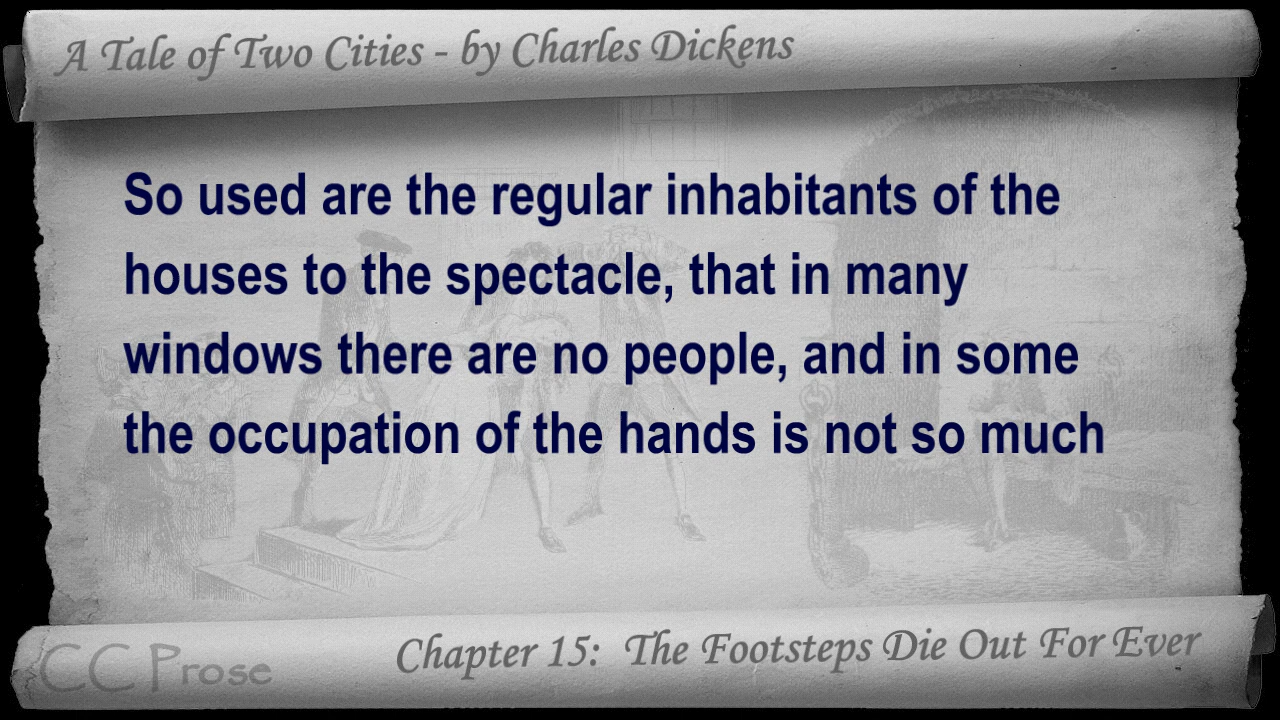 A Tale of Two Cities - by Charles Dickens
So used are the regular inhabitants of the
houses to the spectacle, that in many
windows there are no people, and in some
the occupation of the hands is not so much
CC Prose
Chapter 15: The Footsteps Die Out For Ever